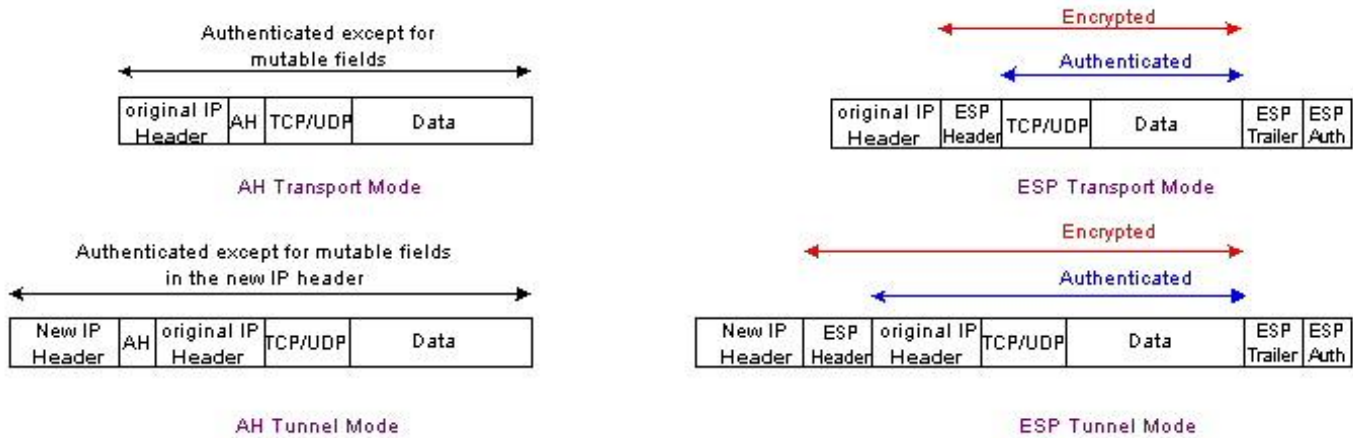 Authenticated except for
mutable fields
original IP
Header
AH
TCP/UDP
Data
AH Transport Mode
Encrypted
Authenticated
original IP
Header
ESP
Header
TCP/UDP
Data
ESP
Trailer
ESP
Auth
ESP Transport Mode
Authenticated except for mutable fields
in the new IP header
New IP
Header
AH
original IP
Header
TCP/UDP
Data
AH Tunnel Mode
Encrypted
Authenticated
New IP
Header
ESP
Header
original IP
Header
TCP/UDP
Data
ESP
Trailer
ESP
Auth
ESP Tunnel Mode